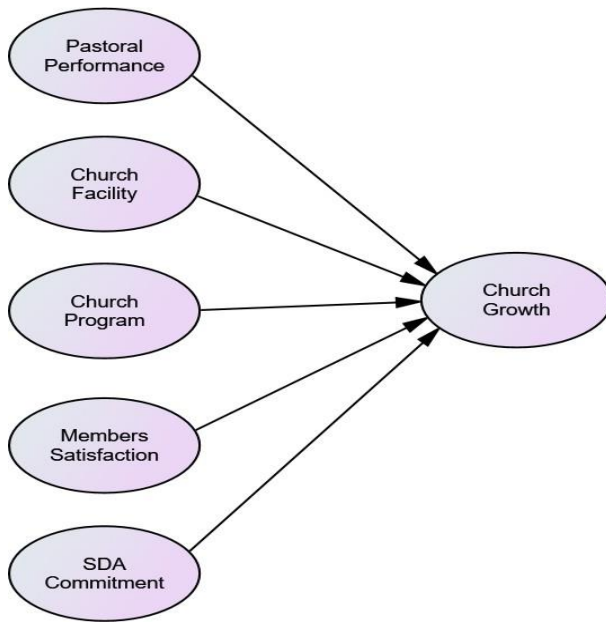 Pastoral
Performance
Church
Facility
Church
Program
Church
Growth
Members
Satisfaction
SDA
Commitment